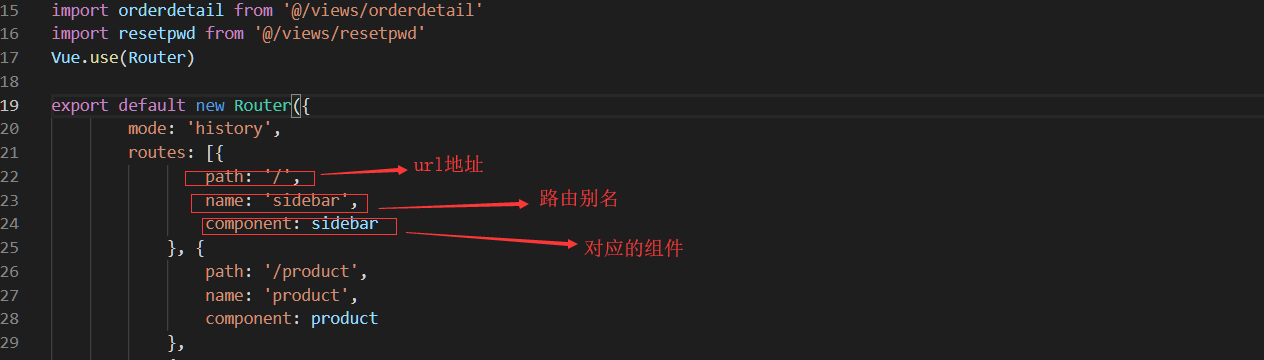 15 import orderdetail from '@/views/orderdetail'
16 import resetpwd from '@/views/resetpwd'
17 Vue.use(Router)
18
19 export default new Router({
20 mode: 'history',
21 routes: [{
22 path: '/', url地址
23 name: 'sidebar', 路由别名
24 component: sidebar
对应的组件
25 }, {
26 path: '/product',
27 name: 'product',
28 component: product
29 },